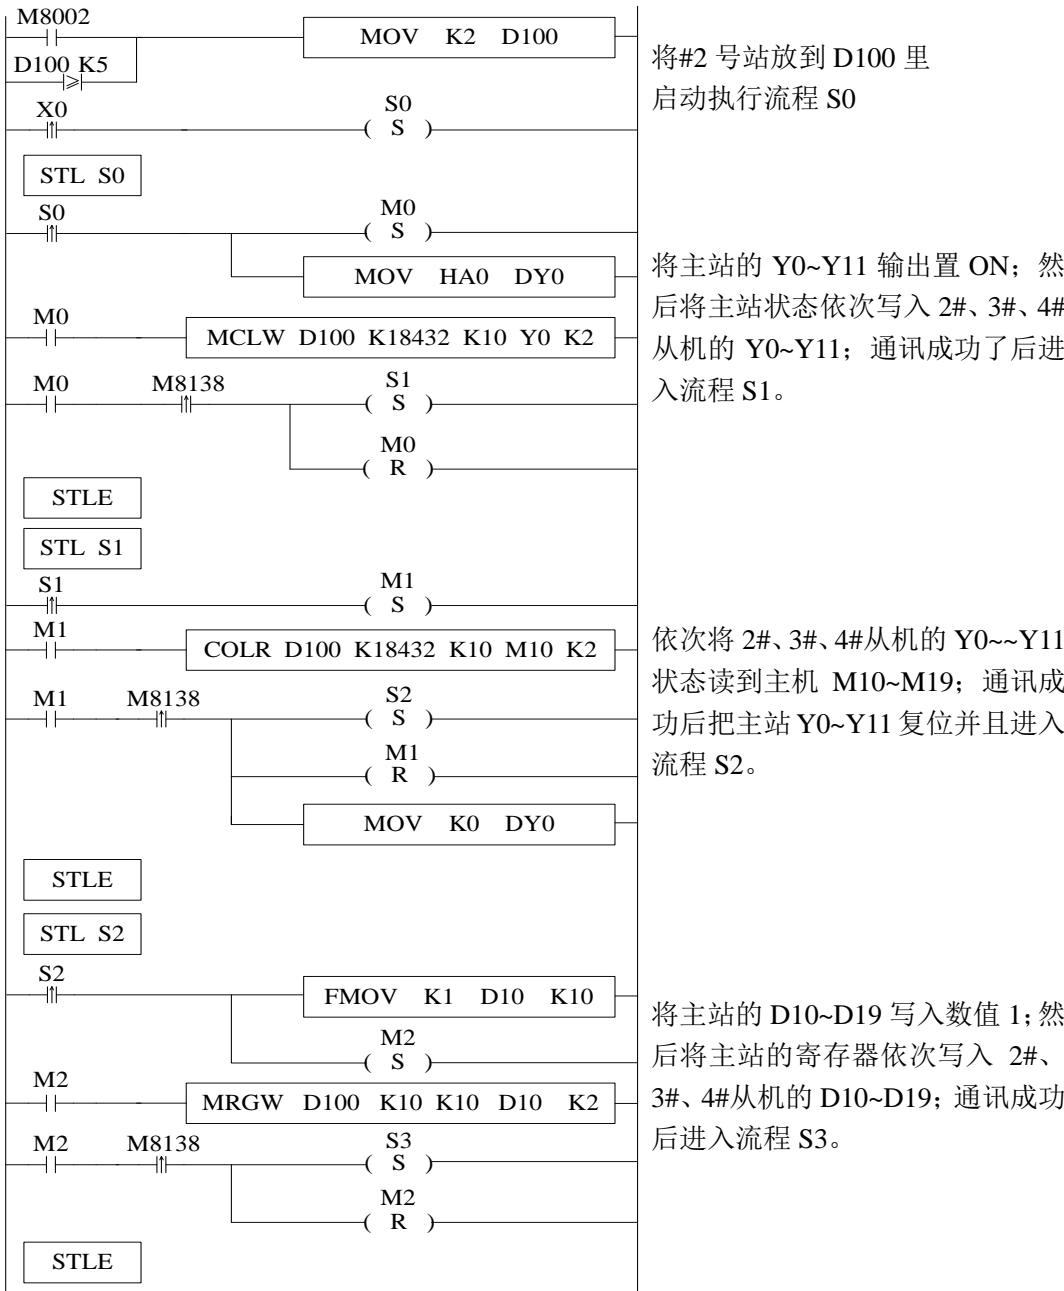 M8002
MOV K2 D100
D100 K5
将#2 号站放到 D100 里
启动执行流程 S0
X0
S0
( S )
STL S0
S0
M0
( S )
MOV HA0 DY0
将主站的 Y0~Y11 输出置 ON；然
后将主站状态依次写入 2#、3#、4#
从机的 Y0~Y11；通讯成功了后进
入流程 S1。
M0
MCLW D100 K18432 K10 Y0 K2
M0
M8138
S1
( S )
M0
( R )
STLE
STL S1
S1
M1
( S )
M1
COLR D100 K18432 K10 M10 K2
依次将 2#、3#、4#从机的 Y0~~Y11
状态读到主机 M10~M19；通讯成
功后把主站 Y0~Y11 复位并且进入
流程 S2。
M1
M8138
S2
( S )
M1
( R )
MOV K0 DY0
STLE
STL S2
S2
FMOV K1 D10 K10
M2
( S )
将主站的 D10~D19 写入数值 1；然
后将主站的寄存器依次写入 2#、
3#、4#从机的 D10~D19；通讯成功
后进入流程 S3。
M2
MRGW D100 K10 K10 D10 K2
M2
M8138
S3
( S )
M2
( R )
STLE